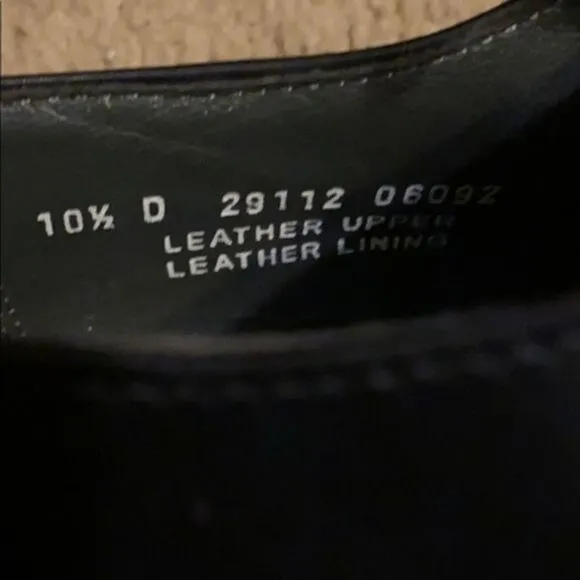 10½ D 29112 06092
LEATHER UPPER
LEATHER LINING